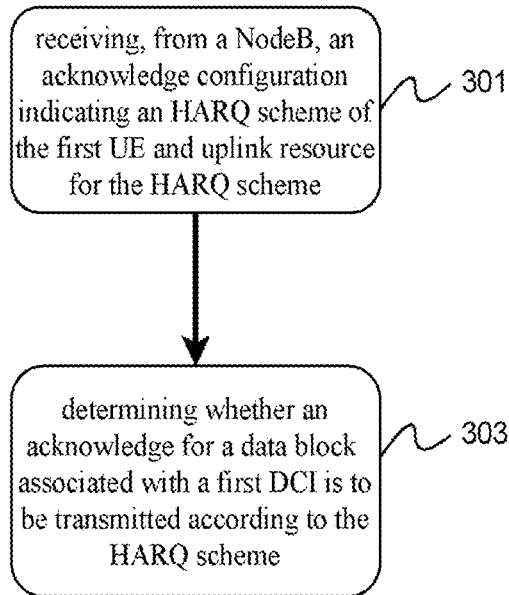 receiving, from a NodeB, an
acknowledge configuration
indicating an HARQ scheme of
the first UE and uplink resource
for the HARQ scheme
301
determining whether an
acknowledge for a data block
associated with a first DCI is to
be transmitted according to the
HARQ scheme
303